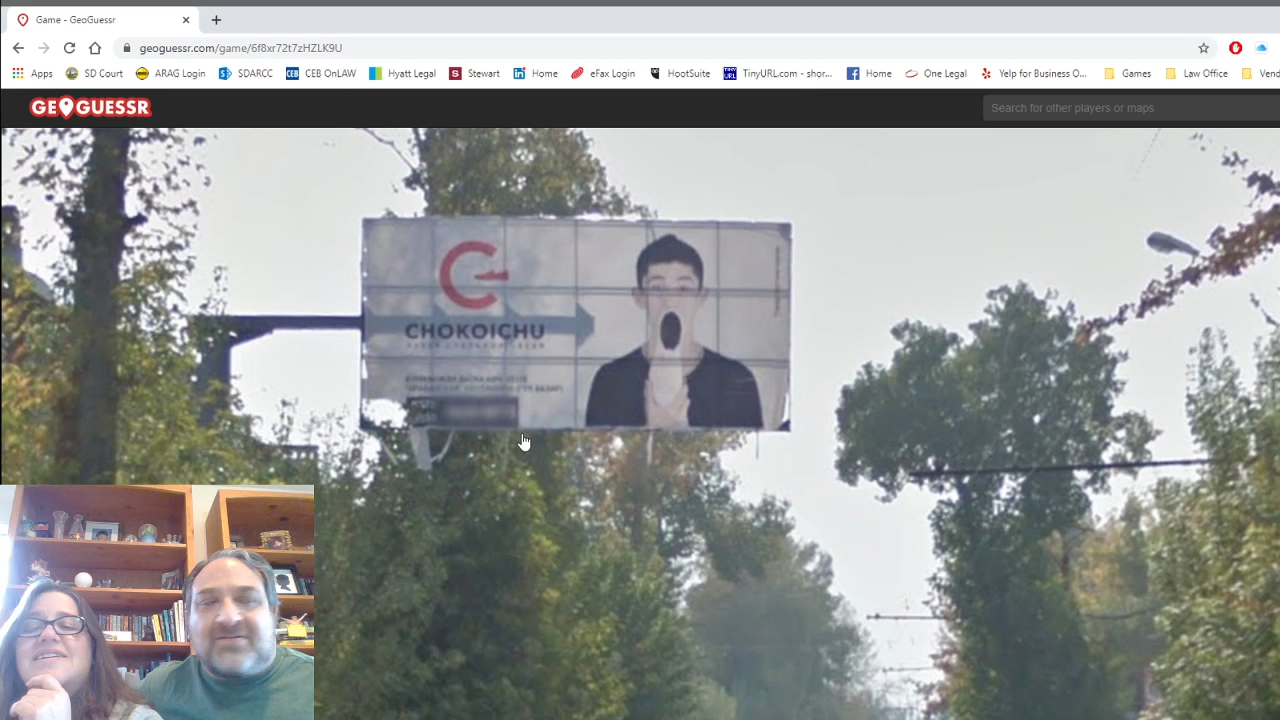 Game - GeoGuessr
geoguessr.com/game/6f8xr72t7zHZLK9U
Apps SD Court ARAG Login SDARCC CEB OnLAW Hyatt Legal Stewart Home eFax Login HootSuite TinyURL.com - shor... Home One Legal Yelp for Business O... Games Law Office Vend
GEOGUESSR
Search for other players or maps
CHOKOICHU